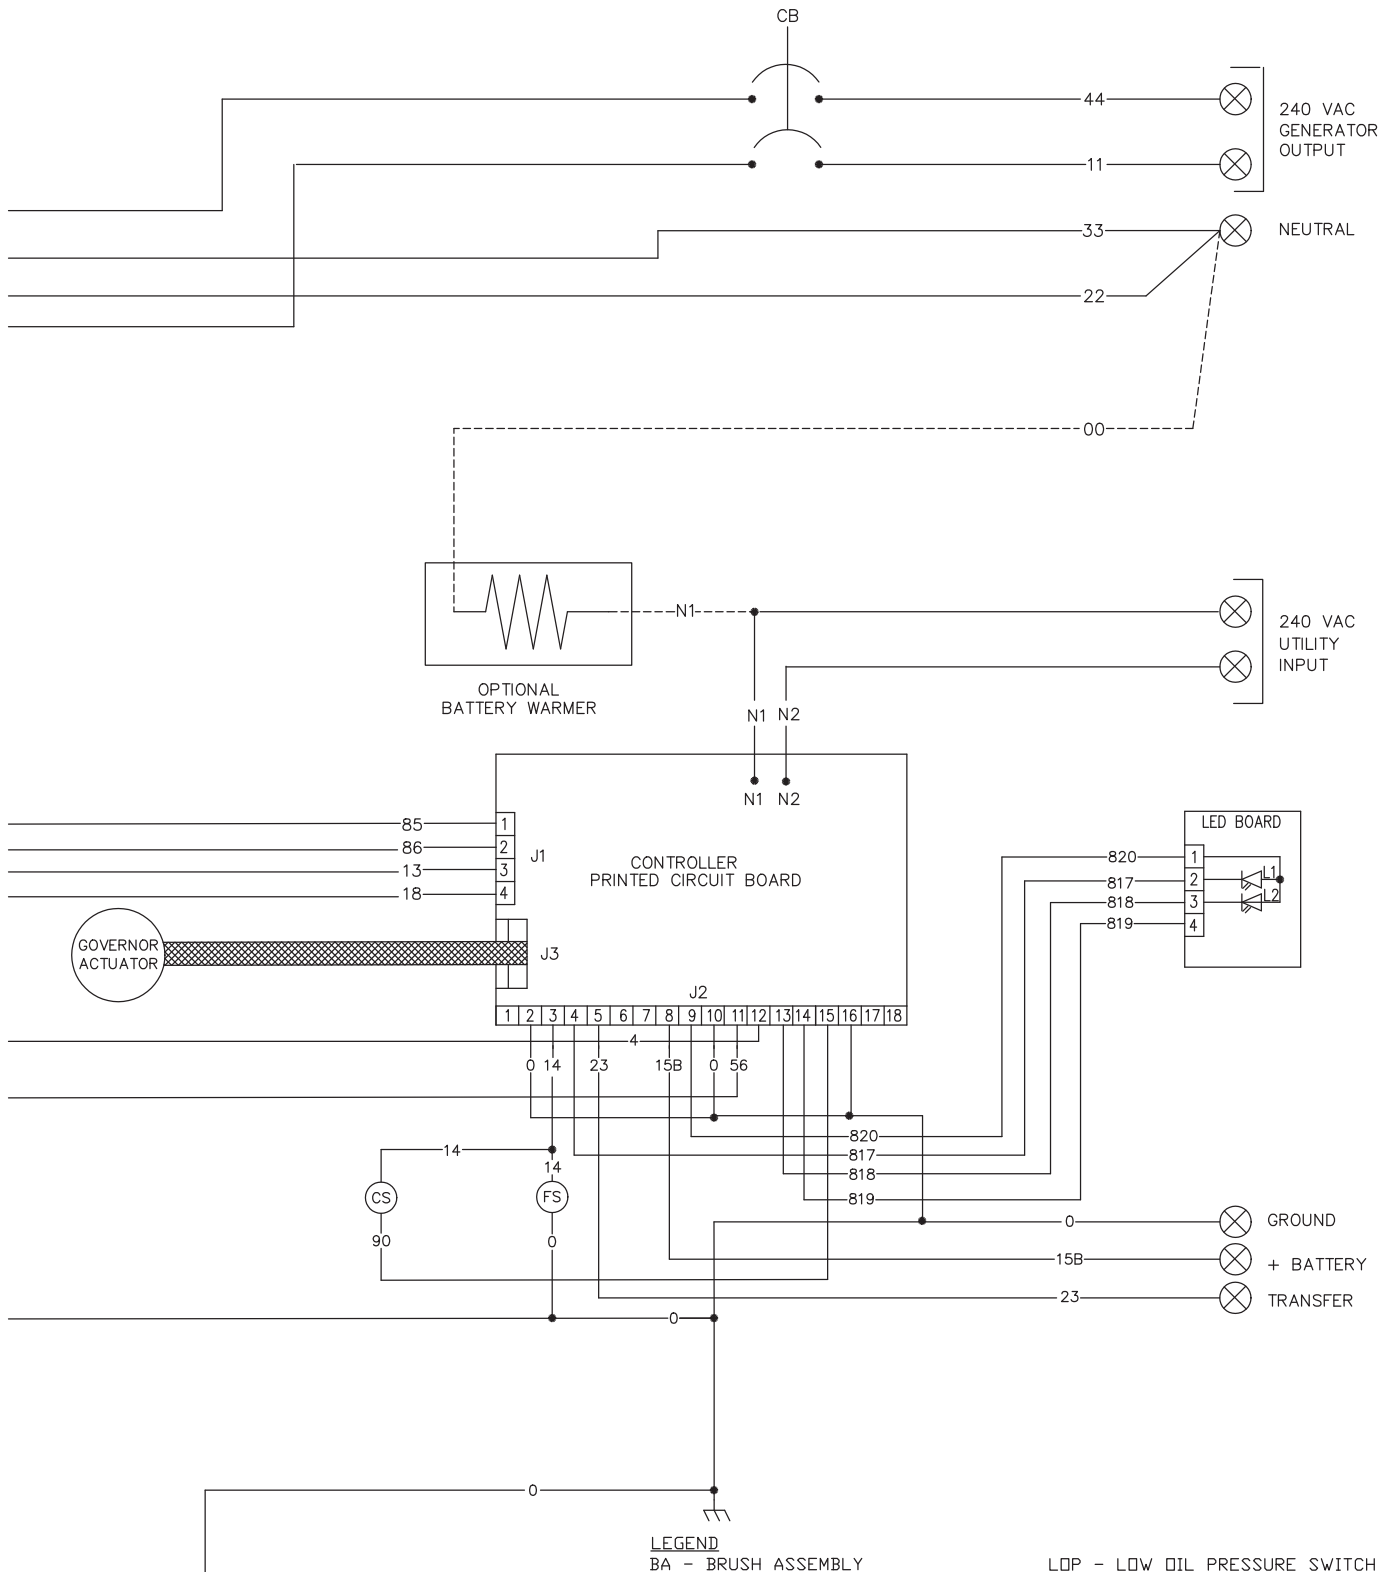 CB
44
240 VAC
GENERATOR
OUTPUT
11
33
NEUTRAL
22
00
N1
240 VAC
UTILITY
INPUT
OPTIONAL
BATTERY WARMER
N1 N2
N1 N2
85
86
13
18
1
2
3
4
J1
CONTROLLER
PRINTED CIRCUIT BOARD
LED BOARD
820
817
818
819
1
2
3
4
L1
L2
GOVERNOR
ACTUATOR
J3
J2
1 2 3 4 5 6 7 8 9 10 11 12 13 14 15 16 17 18
4
0 14 23 15B 0 56
820
817
818
819
14
14
CS
FS
90
0
0
GROUND
15B
+ BATTERY
23
TRANSFER
0
0
LEGEND
BA - BRUSH ASSEMBLY
LOP - LOW OIL PRESSURE SWITCH